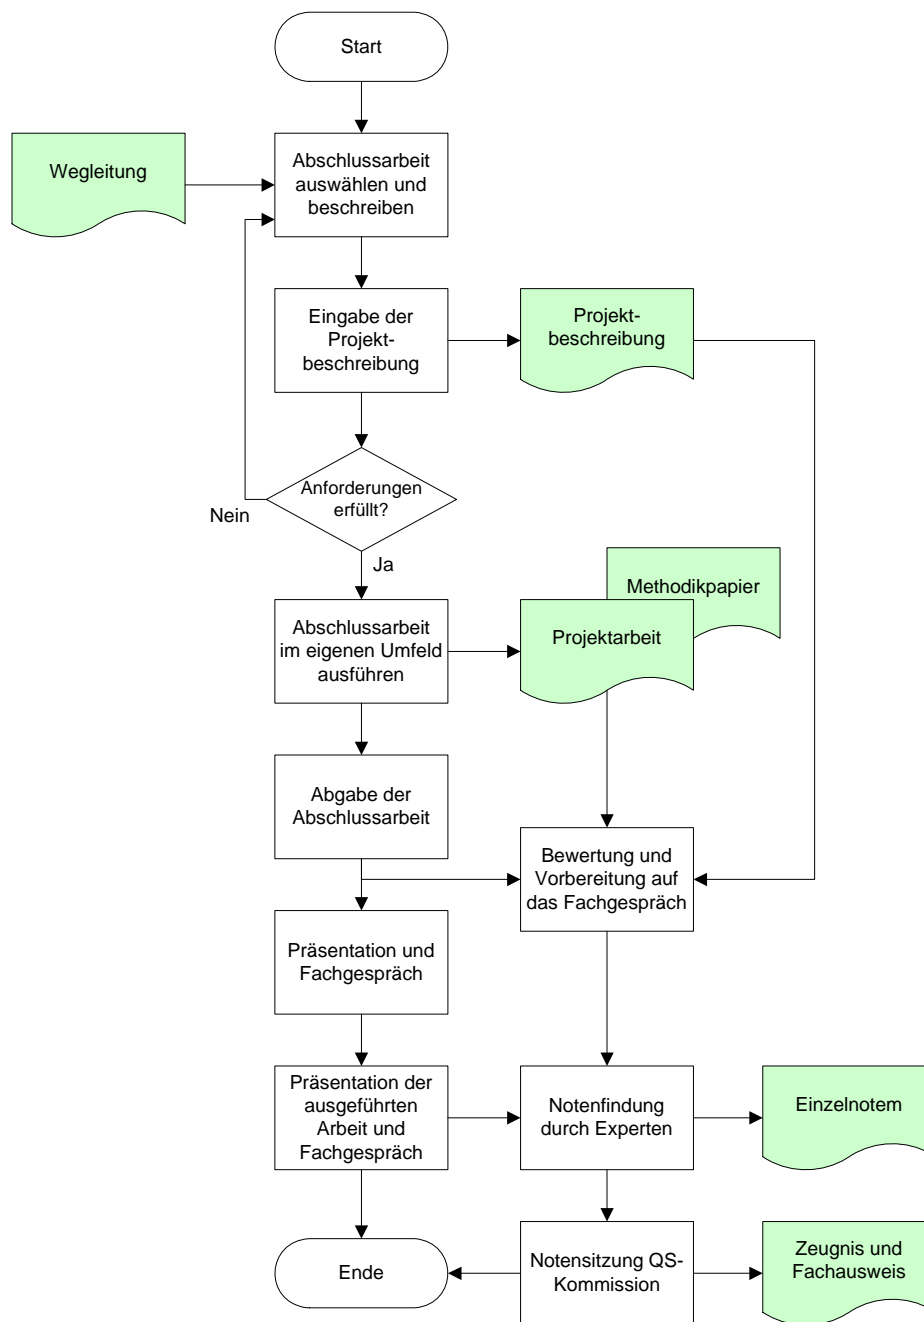 Start
Wegleitung
Abschlussarbeit
auswählen und
beschreiben
Eingabe der
Projekt-
beschreibung
Projekt-
beschreibung
Anforderungen
erfüllt?
Nein
Ja
Methodikpapier
Abschlussarbeit
im eigenen Umfeld
ausführen
Projektarbeit
Abgabe der
Abschlussarbeit
Bewertung und
Vorbereitung auf
das Fachgespräch
Präsentation und
Fachgespräch
Präsentation der
ausgeführten
Arbeit und
Fachgespräch
Notenfindung
durch Experten
Einzelnotem
Ende
Notensitzung QS-
Kommission
Zeugnis und
Fachausweis